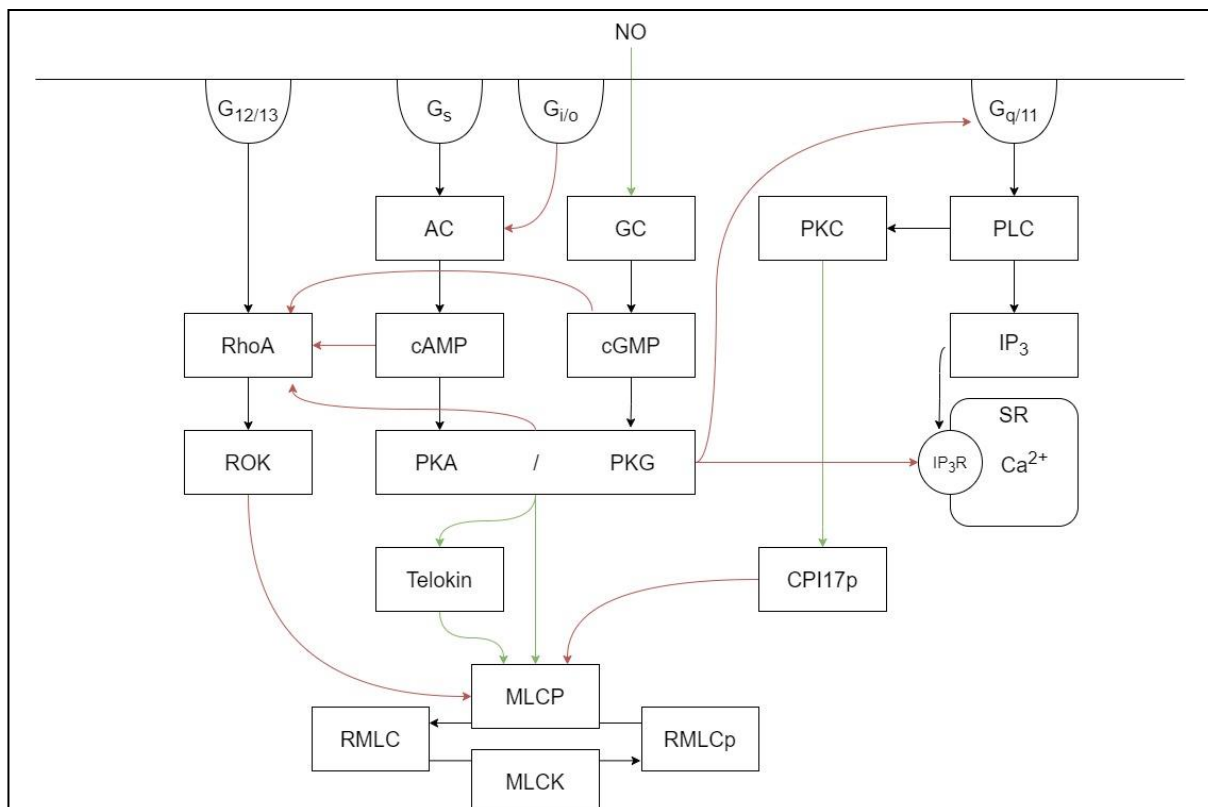 NO
G12/13
Gs
Gi/o
Gq/11
AC
GC
PKC
PLC
RhoA
cAMP
cGMP
IP3
SR
ROK
PKA / PKG
IP3R
Ca2+
Telokin
CPI17p
MLCP
RMLC
RMLCp
MLCK